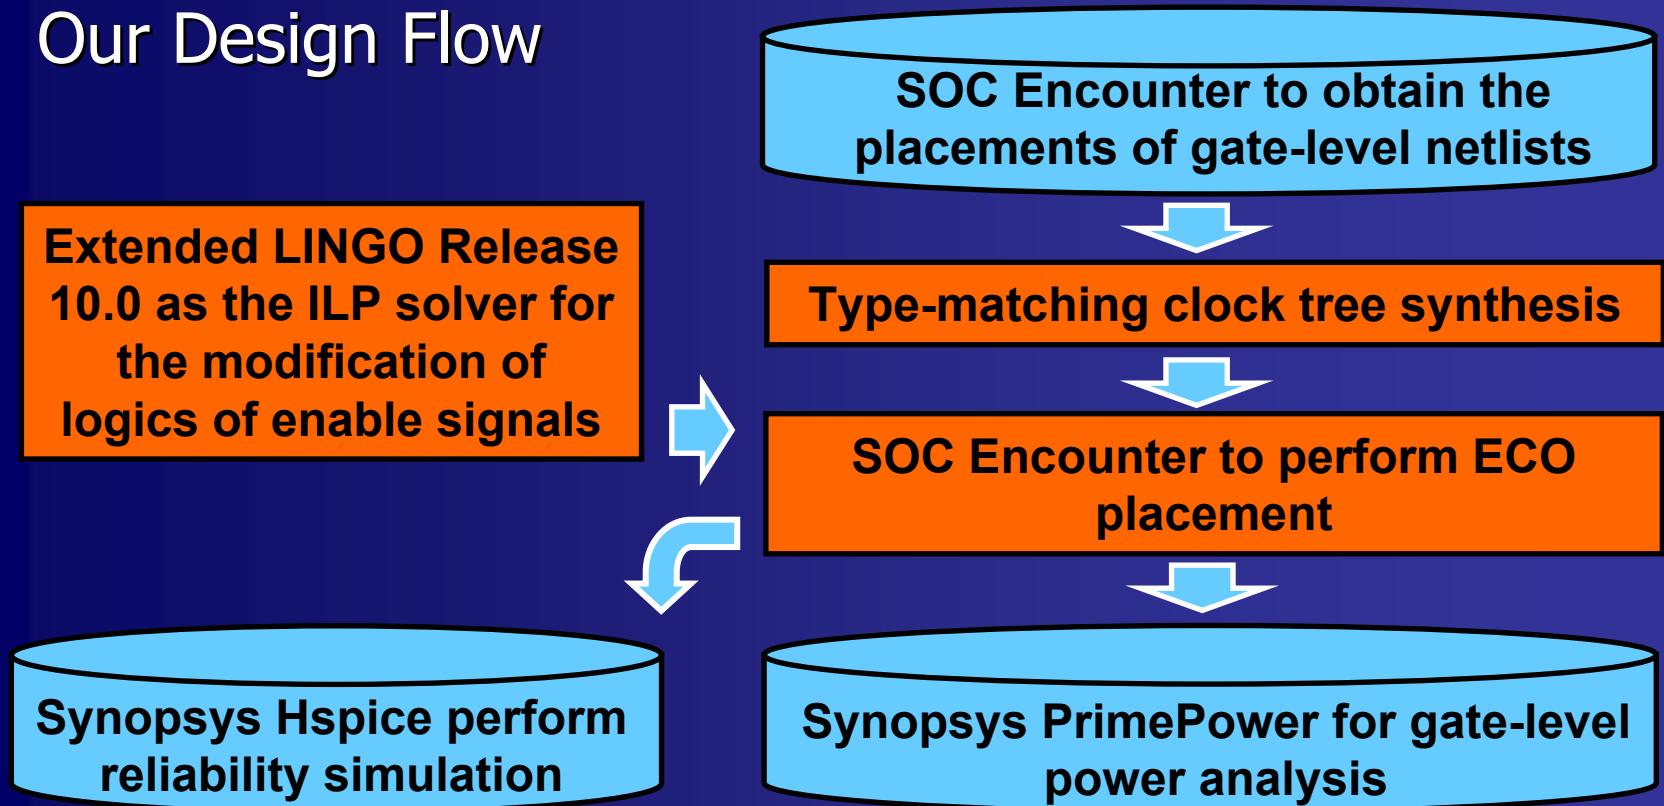 Our Design Flow
SOC Encounter to obtain the
placements of gate-level netlists
Extended LINGO Release
10.0 as the ILP solver for
the modification of
logics of enable signals
Type-matching clock tree synthesis
SOC Encounter to perform ECO
placement
Synopsys Hspice perform
reliability simulation
Synopsys PrimePower for gate-level
power analysis